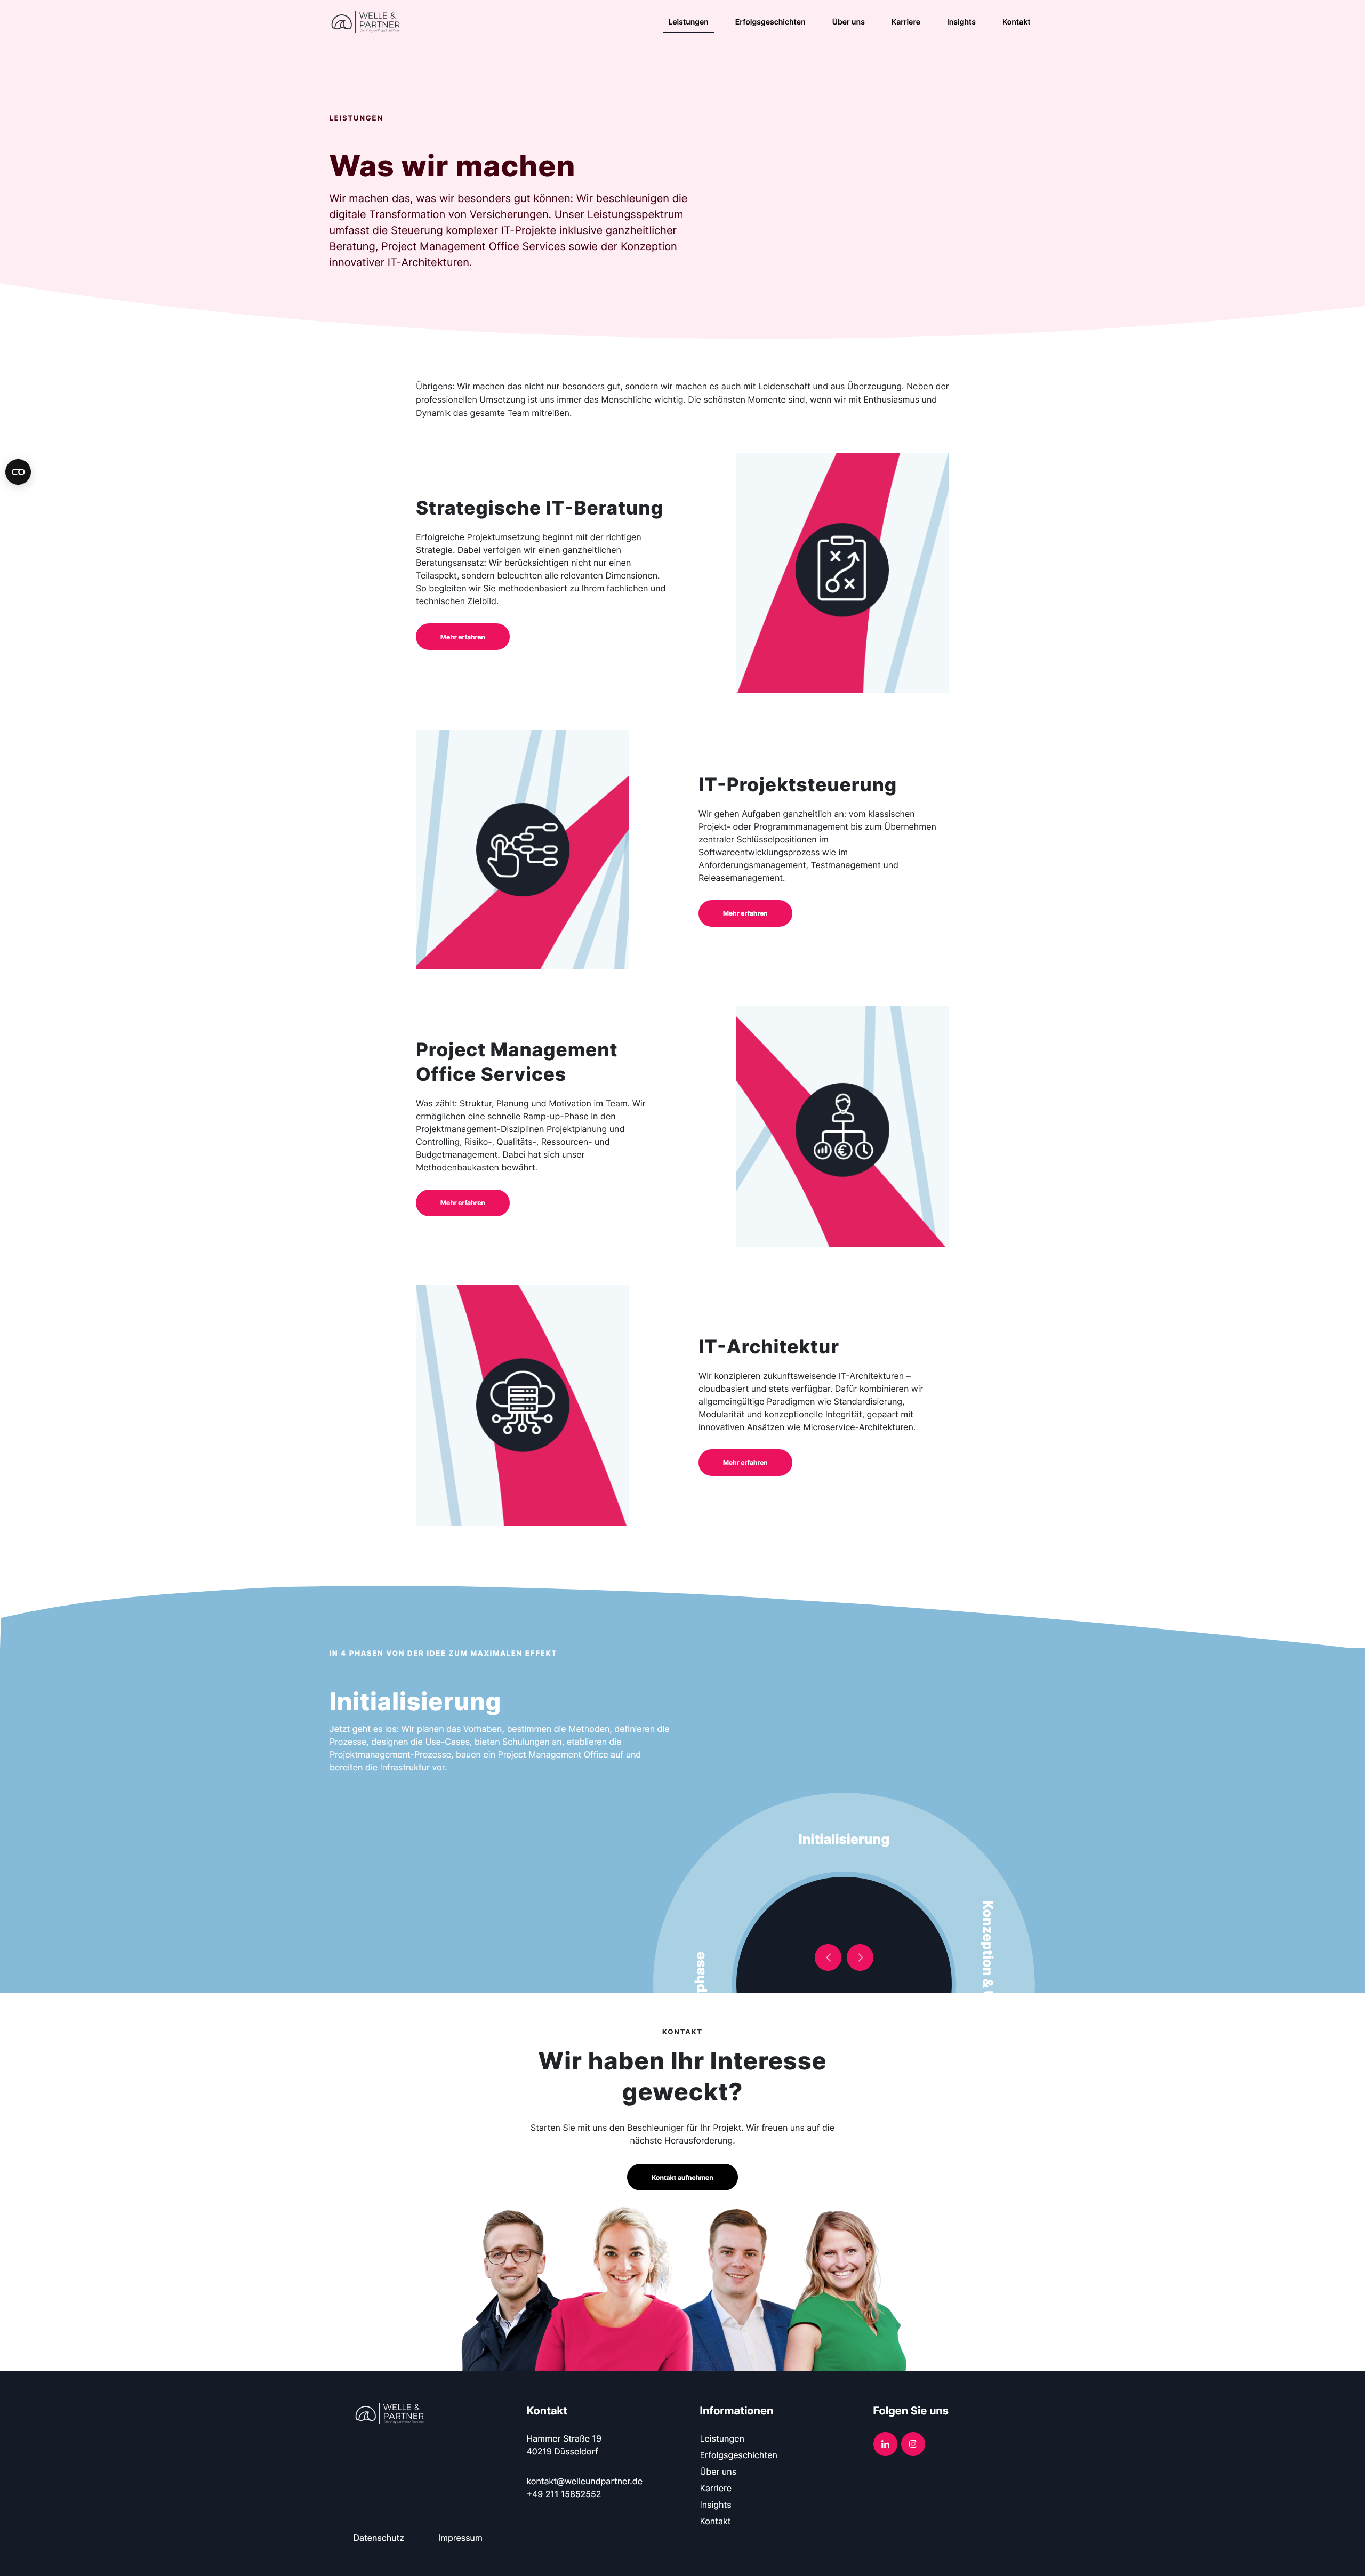 WELLE &
PARTNER
Leistungen
Erfolgsgeschichten
Über uns
Karriere
Insights
Kontakt
LEISTUNGEN
Was wir machen
Wir machen das, was wir besonders gut können: Wir beschleunigen die
digitale Transformation von Versicherungen. Unser Leistungsspektrum
umfasst die Steuerung komplexer IT-Projekte inklusive ganzheitlicher
Beratung, Project Management Office Services sowie der Konzeption
innovativer IT-Architekturen.
Übrigens: Wir machen das nicht nur besonders gut, sondern wir machen es auch mit Leidenschaft und aus Überzeugung. Neben der
professionellen Umsetzung ist uns immer das Menschliche wichtig. Die schönsten Momente sind, wenn wir mit Enthusiasmus und
Dynamik das gesamte Team mitreißen.
Strategische IT-Beratung
Erfolgreiche Projektumsetzung beginnt mit der richtigen
Strategie. Dabei verfolgen wir einen ganzheitlichen
Beratungsansatz: Wir berücksichtigen nicht nur einen
Teilaspekt, sondern beleuchten alle relevanten Dimensionen.
So begleiten wir Sie methodenbasiert zu Ihrem fachlichen und
technischen Zielbild.
Mehr erfahren
IT-Projektsteuerung
Wir gehen Aufgaben ganzheitlich an: vom klassischen
Projekt- oder Programmmanagement bis zum Übernehmen
zentraler Schlüsselpositionen im
Softwareentwicklungsprozess wie im
Anforderungsmanagement, Testmanagement und
Releasemanagement.
Mehr erfahren
Project Management
Office Services
Was zählt: Struktur, Planung und Motivation im Team. Wir
ermöglichen eine schnelle Ramp-up-Phase in den
Projektmanagement-Disziplinen Projektplanung und
Controlling, Risiko-, Qualitäts-, Ressourcen- und
Budgetmanagement. Dabei hat sich unser
Methodenbaukasten bewährt.
Mehr erfahren
IT-Architektur
Wir konzipieren zukunftsweisende IT-Architekturen –
cloudbasiert und stets verfügbar. Dafür kombinieren wir
allgemeingültige Paradigmen wie Standardisierung,
Modularität und konzeptionelle Integrität, gepaart mit
innovativen Ansätzen wie Microservice-Architekturen.
Mehr erfahren
IN 4 PHASEN VON DER IDEE ZUM MAXIMALEN EFFEKT
Initialisierung
Jetzt geht es los: Wir planen das Vorhaben, bestimmen die Methoden, definieren die
Prozesse, designen die Use-Cases, bieten Schulungen an, etablieren die
Projektmanagement-Prozesse, bauen ein Project Management Office auf und
bereiten die Infrastruktur vor.
Initialisierung
Konzeption &
phase
KONTAKT
Wir haben Ihr Interesse
geweckt?
Starten Sie mit uns den Beschleuniger für Ihr Projekt. Wir freuen uns auf die
nächste Herausforderung.
Kontakt aufnehmen
WELLE &
PARTNER
Kontakt
Hammer Straße 19
40219 Düsseldorf
kontakt@welleundpartner.de
+49 211 15852552
Informationen
Leistungen
Erfolgsgeschichten
Über uns
Karriere
Insights
Kontakt
Folgen Sie uns
Datenschutz
Impressum